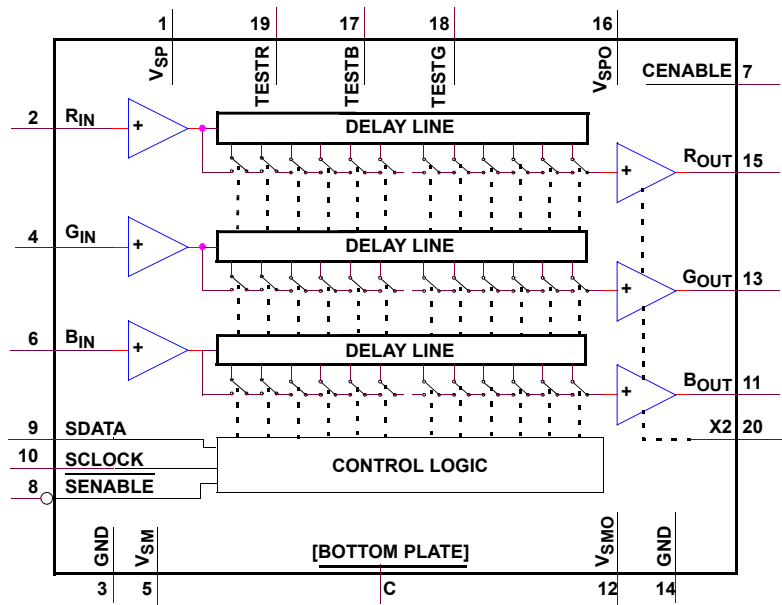 1 19 17 18 16
VSP TESTR TESTB TESTG VSPO
CENABLE 7
2 RIN + DELAY LINE
+ ROUT 15
4 GIN + DELAY LINE
+ GOUT 13
6 BIN + DELAY LINE
+ BOUT 11
9 SDATA X2 20
10 SCLOCK CONTROL LOGIC
8 SENABLE
GND VSM [BOTTOM PLATE] VSMO GND
3 5 C 12 14